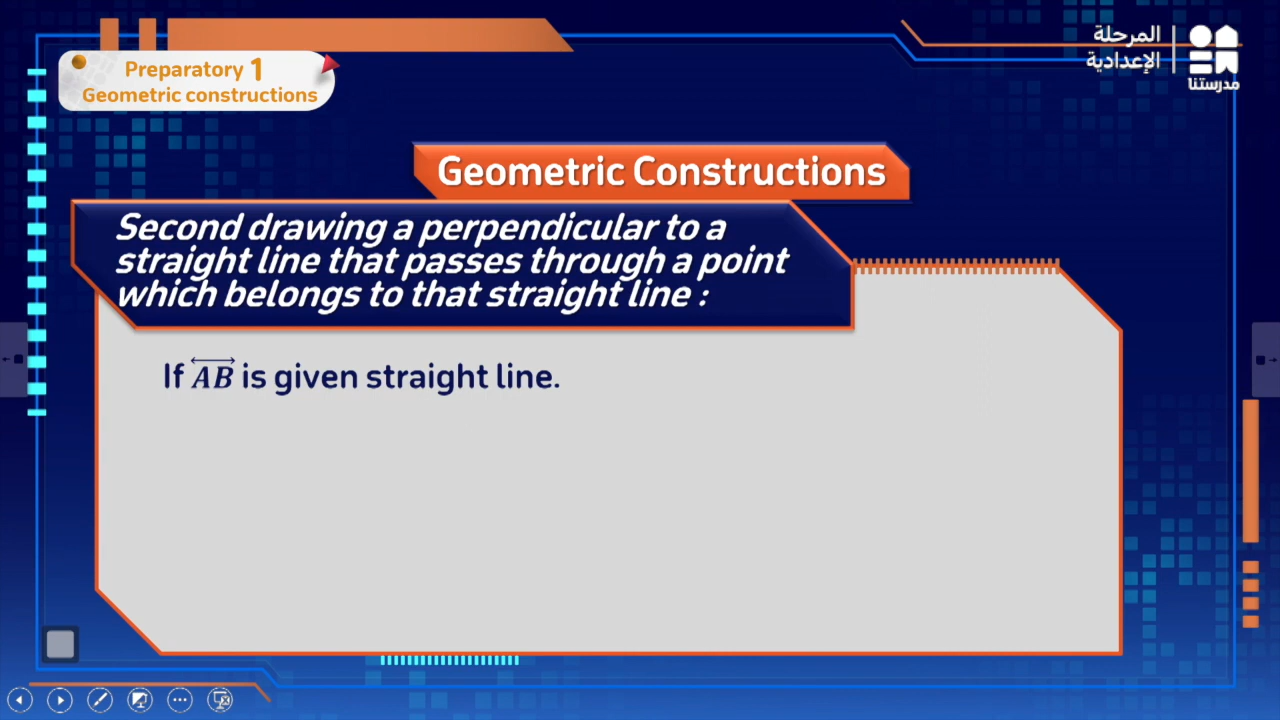 المرحلة
الإعدادية
مدرستنا
Preparatory 1
Geometric constructions
Geometric Constructions
Second drawing a perpendicular to a
straight line that passes through a point
which belongs to that straight line :
If AB is given straight line.